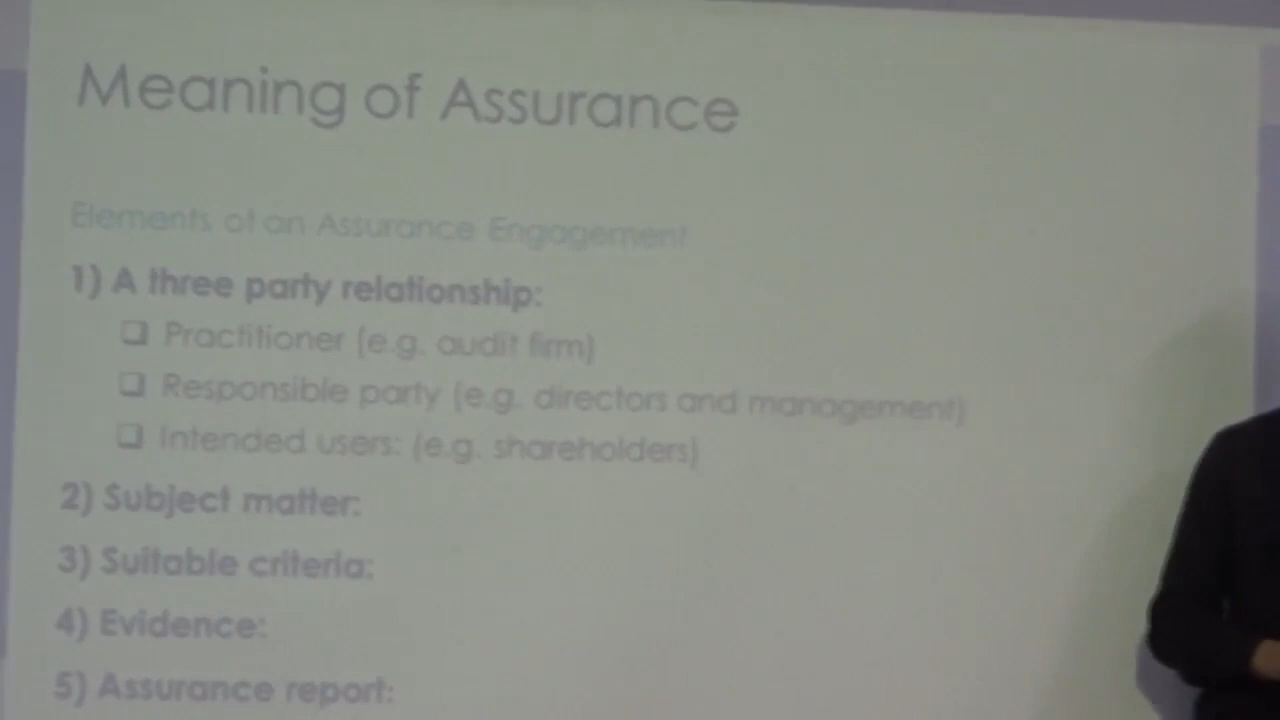 Meaning of Assurance
Elements of an Assurance Engagement
1) A three party relationship:
❑ Practitioner (e.g. audit firm)
❑ Responsible party (e.g. directors and management)
❑ Intended users: (e.g. shareholders)
2) Subject matter:
3) Suitable criteria:
4) Evidence:
5) Assurance report: